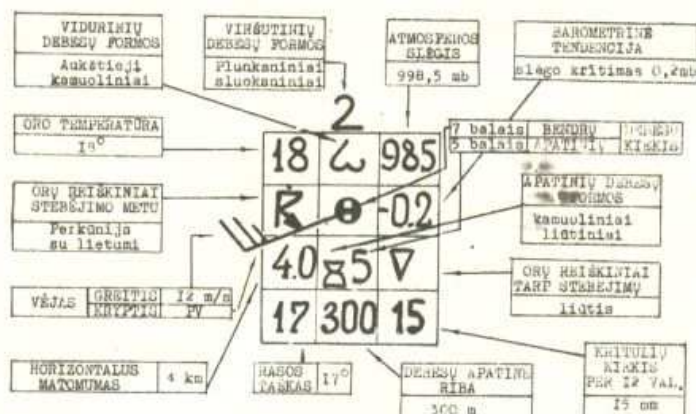 VIDURINIŲ
DEBESŲ FORMOS
Aukštieji
kamuoliniai
VIRŠUTINIŲ
DEBESŲ FORMOS
Plunksniniai
sluoksniniai
ATMOSFEROS
SLĖGIS
998,5 mb
BAROMETRINĖ
TENDENCIJA
slėgo kritimas 0,2mb
2
ORO TEMPERATŪRA
18°
18 985
7 balais BENDRŲ DEBESŲ
5 balais APATINIŲ KIEKIS
ORŲ REIŠKINIAI
STEBĖJIMO METU
Perkūnija
su lietumi
-0.2
APATINIŲ DEBESŲ
FORMOS
kamuoliniai
liūtiniai
4.0 5
ORŲ REIŠKINIAI
TARP STEBĖJIMŲ
liūtis
VĖJAS GREITIS 12 m/s
KRYPTIS PV
17 300 15
HORIZONTALUS
MATOMUMAS 4 km
RASOS
TAŠKAS 17°
DEBESŲ APATINĖ
RIBA
300 m
KRITULIŲ
KIEKIS
PER 12 VAL.
15 mm